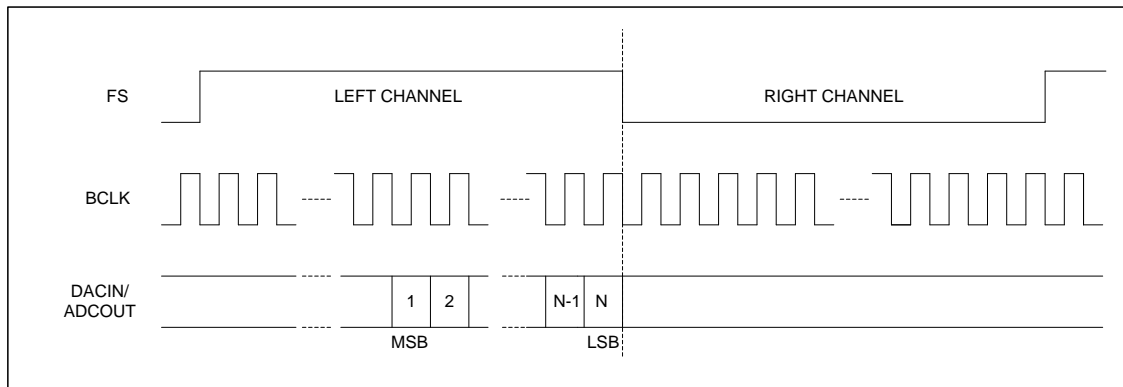 FS
LEFT CHANNEL
RIGHT CHANNEL
BCLK
DACIN/
ADCOUT
1
2
N-1
N
MSB
LSB